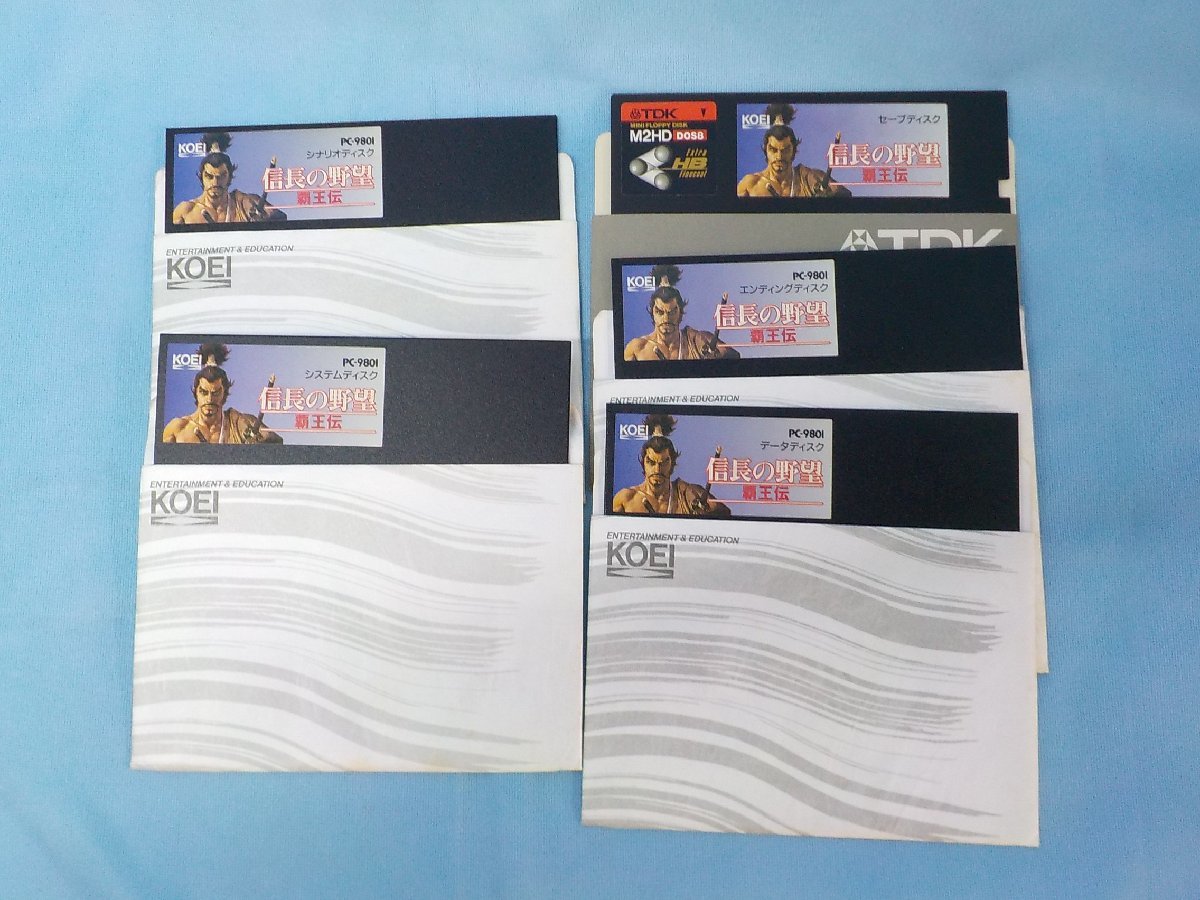 KOEI
PC-9801
シナリオディスク
信長の野望
覇王伝
ENTERTAINMENT & EDUCATION
KOEI
KOEI
PC-9801
システムディスク
信長の野望
覇王伝
ENTERTAINMENT & EDUCATION
KOEI
TDK
MINI FLOPPY DISK
M2HD DOS8
Extra
HB
Finecoat
KOEI
セーブディスク
信長の野望
覇王伝
TDK
KOEI
PC-9801
エンディングディスク
信長の野望
覇王伝
ENTERTAINMENT & EDUCATION
KOEI
PC-9801
データディスク
信長の野望
覇王伝
ENTERTAINMENT & EDUCATION
KOEI